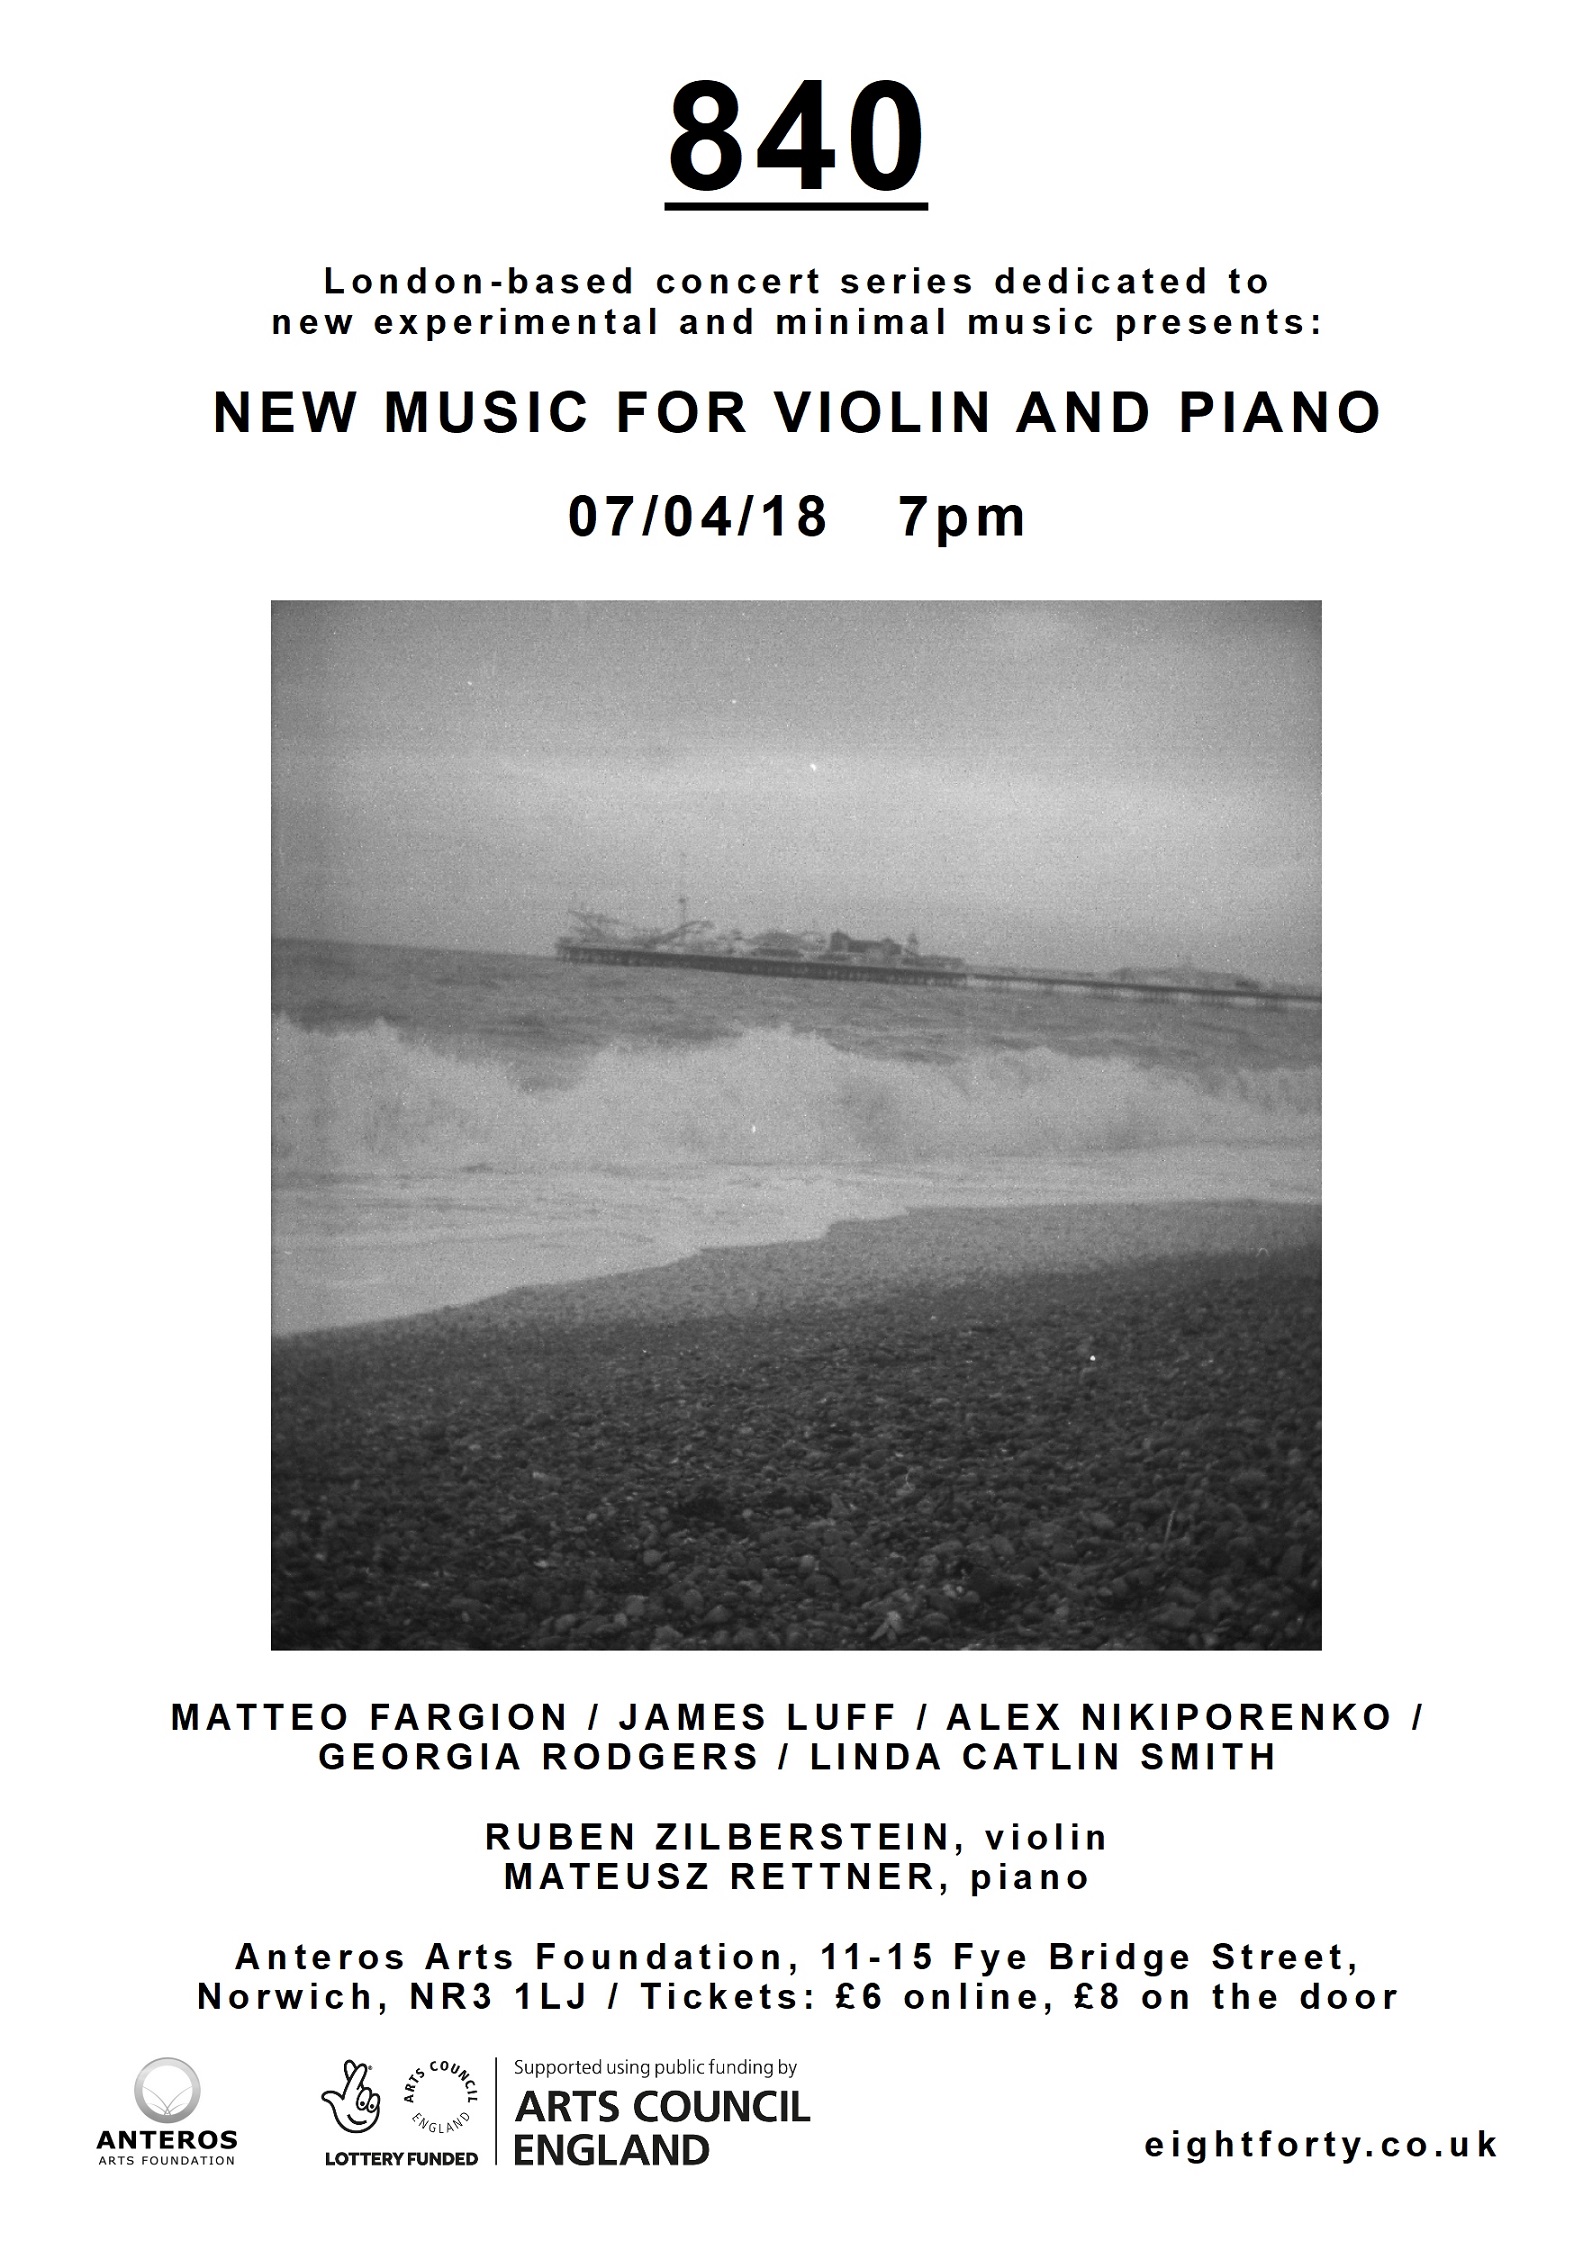 840
London-based concert series dedicated to
new experimental and minimal music presents:
NEW MUSIC FOR VIOLIN AND PIANO
07/04/18 7pm
MATTEO FARGION / JAMES LUFF / ALEX NIKIPORENKO /
GEORGIA RODGERS / LINDA CATLIN SMITH
RUBEN ZILBERSTEIN, violin
MATEUSZ RETTNER, piano
Anteros Arts Foundation, 11-15 Fye Bridge Street,
Norwich, NR3 1LJ / Tickets: £6 online, £8 on the door
ANTEROS
ARTS FOUNDATION
ARTS COUNCIL
ENGLAND
LOTTERY FUNDED
Supported using public funding by
ARTS COUNCIL
ENGLAND
eightforty.co.uk